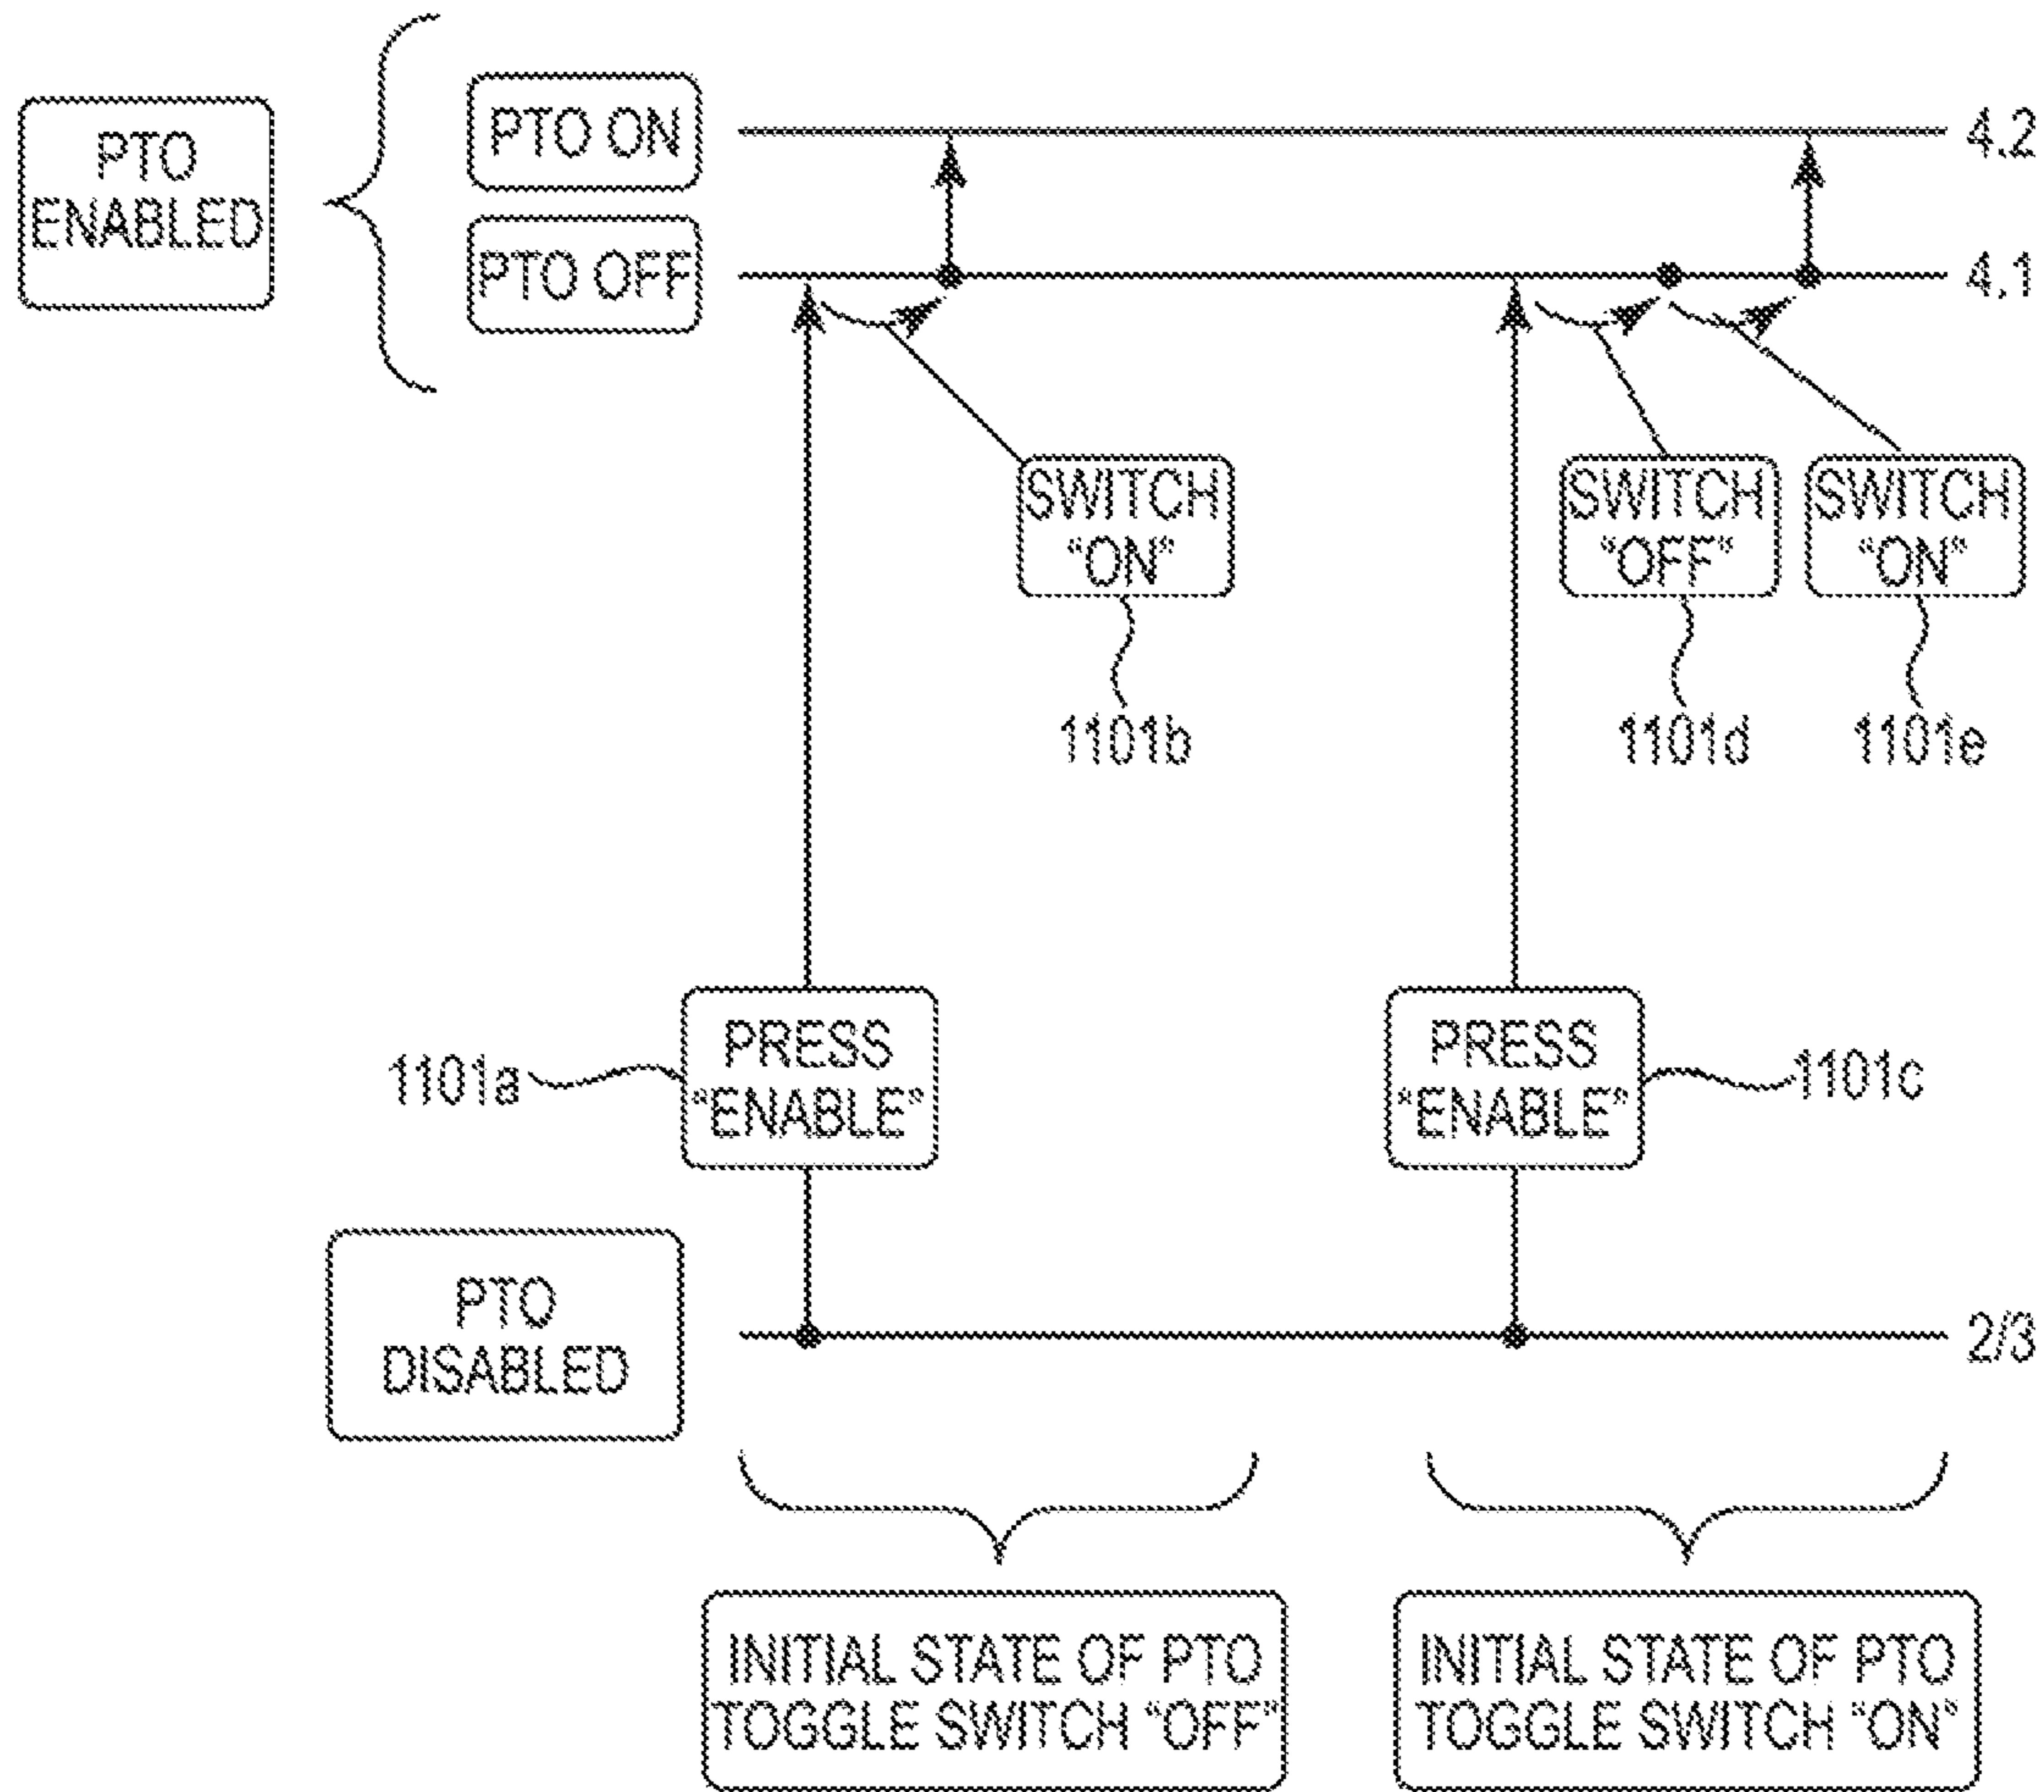 PTO
ENABLED
PTO ON
4.2
PTO OFF
4.1
SWITCH
“ON”
SWITCH
“OFF”
SWITCH
“ON”
1101b
1101d
1101e
1101a
PRESS
“ENABLE”
PRESS
“ENABLE”
1101c
PTO
DISABLED
2/3
INITIAL STATE OF PTO
TOGGLE SWITCH “OFF”
INITIAL STATE OF PTO
TOGGLE SWITCH “ON”